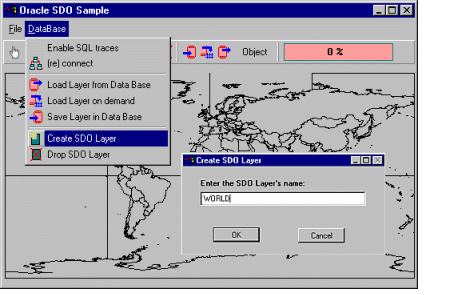 Oracle SDO Sample
File DataBase
Object 0 %
Enable SQL traces
(re) connect
Load Layer from Data Base
Load Layer on demand
Save Layer in Data Base
Create SDO Layer
Drop SDO Layer
Create SDO Layer
Enter the SDO Layer's name:
WORLD
OK Cancel